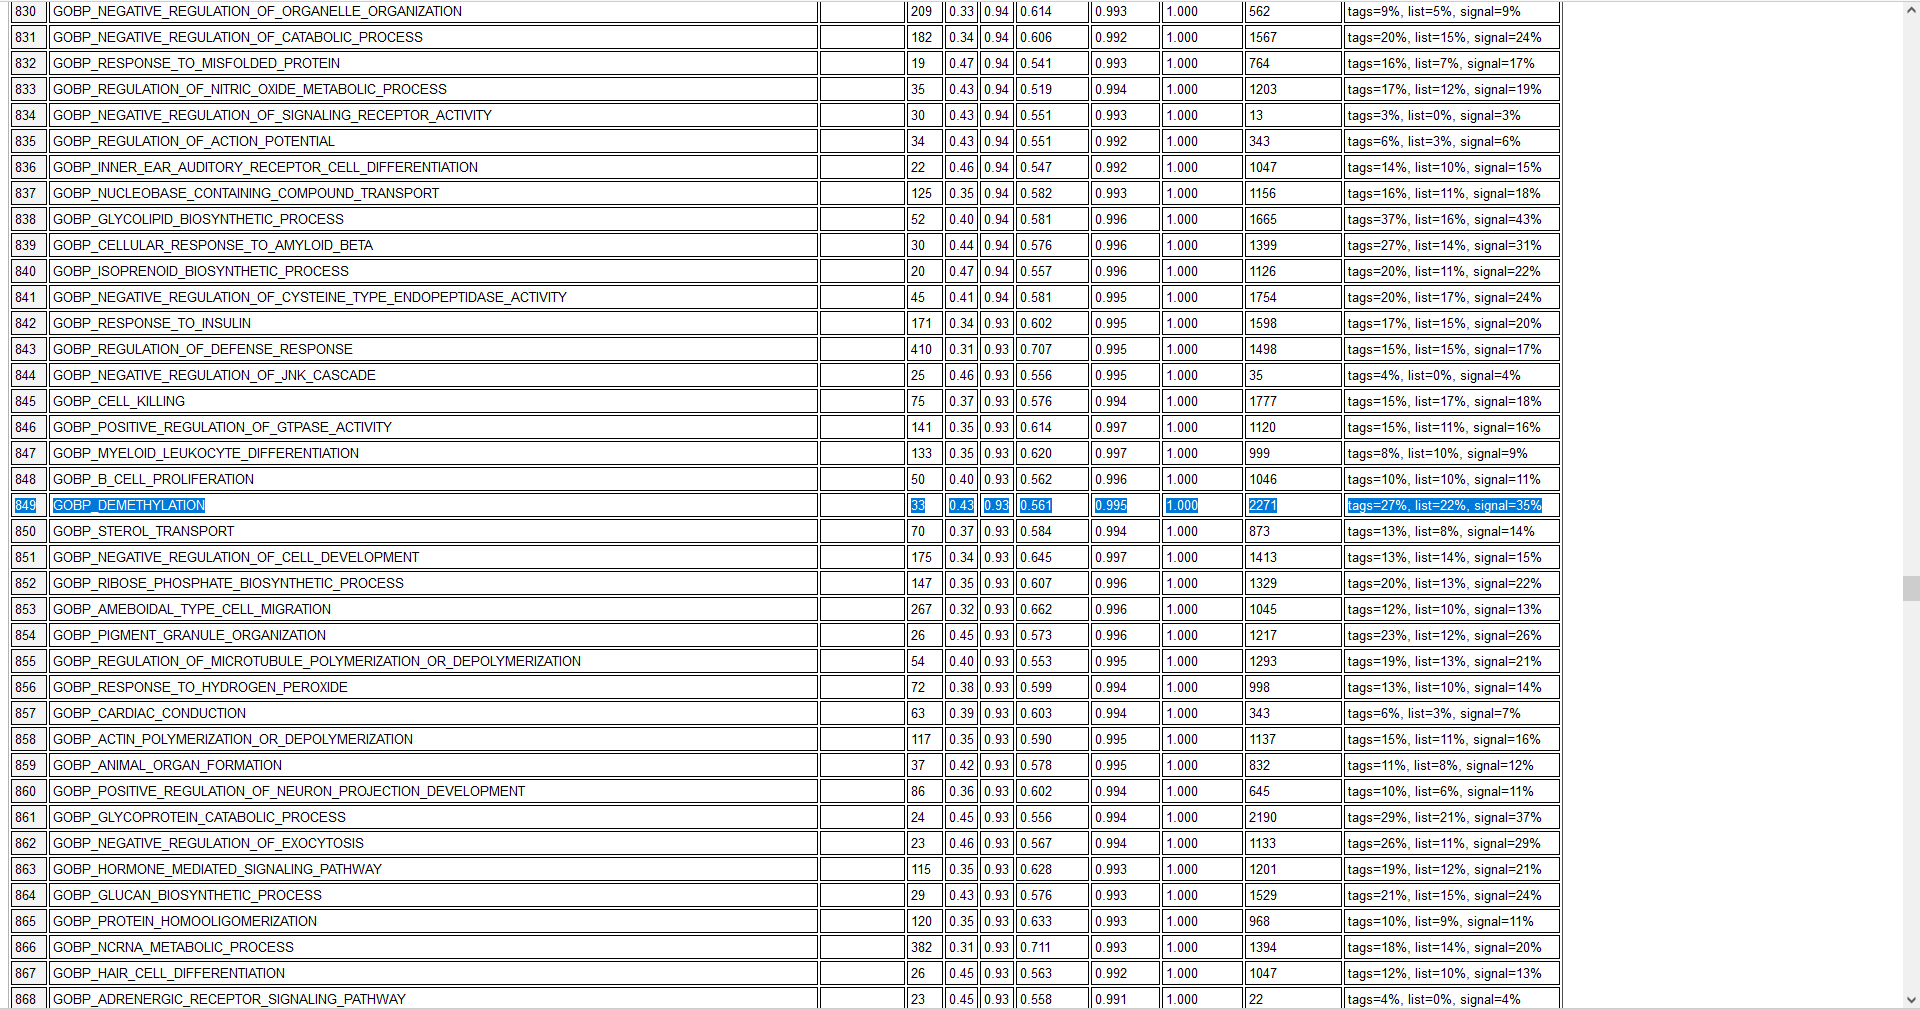 830 GOBP_NEGATIVE_REGULATION_OF_ORGANELLE_ORGANIZATION 209 0.33 0.94 0.614 0.993 1.000 562 tags=9%, list=5%, signal=9%
831 GOBP_NEGATIVE_REGULATION_OF_CATABOLIC_PROCESS 182 0.34 0.94 0.606 0.992 1.000 1567 tags=20%, list=15%, signal=24%
832 GOBP_RESPONSE_TO_MISFOLDED_PROTEIN 19 0.47 0.94 0.541 0.993 1.000 764 tags=16%, list=7%, signal=17%
833 GOBP_REGULATION_OF_NITRIC_OXIDE_METABOLIC_PROCESS 35 0.43 0.94 0.519 0.994 1.000 1203 tags=17%, list=12%, signal=19%
834 GOBP_NEGATIVE_REGULATION_OF_SIGNALING_RECEPTOR_ACTIVITY 30 0.43 0.94 0.551 0.993 1.000 13 tags=3%, list=0%, signal=3%
835 GOBP_REGULATION_OF_ACTION_POTENTIAL 34 0.43 0.94 0.551 0.992 1.000 343 tags=6%, list=3%, signal=6%
836 GOBP_INNER_EAR_AUDITORY_RECEPTOR_CELL_DIFFERENTIATION 22 0.46 0.94 0.547 0.992 1.000 1047 tags=14%, list=10%, signal=15%
837 GOBP_NUCLEOBASE_CONTAINING_COMPOUND_TRANSPORT 125 0.35 0.94 0.582 0.993 1.000 1156 tags=16%, list=11%, signal=18%
838 GOBP_GLYCOLIPID_BIOSYNTHETIC_PROCESS 52 0.40 0.94 0.581 0.996 1.000 1665 tags=37%, list=16%, signal=43%
839 GOBP_CELLULAR_RESPONSE_TO_AMYLOID_BETA 30 0.44 0.94 0.576 0.996 1.000 1399 tags=27%, list=14%, signal=31%
840 GOBP_ISOPRENOID_BIOSYNTHETIC_PROCESS 20 0.47 0.94 0.557 0.996 1.000 1126 tags=20%, list=11%, signal=22%
841 GOBP_NEGATIVE_REGULATION_OF_CYSTEINE_TYPE_ENDOPEPTIDASE_ACTIVITY 45 0.41 0.94 0.581 0.995 1.000 1754 tags=20%, list=17%, signal=24%
842 GOBP_RESPONSE_TO_INSULIN 171 0.34 0.93 0.602 0.995 1.000 1598 tags=17%, list=15%, signal=20%
843 GOBP_REGULATION_OF_DEFENSE_RESPONSE 410 0.31 0.93 0.707 0.995 1.000 1498 tags=15%, list=15%, signal=17%
844 GOBP_NEGATIVE_REGULATION_OF_JNK_CASCADE 25 0.46 0.93 0.556 0.995 1.000 35 tags=4%, list=0%, signal=4%
845 GOBP_CELL_KILLING 75 0.37 0.93 0.576 0.994 1.000 1777 tags=15%, list=17%, signal=18%
846 GOBP_POSITIVE_REGULATION_OF_GTPASE_ACTIVITY 141 0.35 0.93 0.614 0.997 1.000 1120 tags=15%, list=11%, signal=16%
847 GOBP_MYELOID_LEUKOCYTE_DIFFERENTIATION 133 0.35 0.93 0.620 0.997 1.000 999 tags=8%, list=10%, signal=9%
848 GOBP_B_CELL_PROLIFERATION 50 0.40 0.93 0.562 0.996 1.000 1046 tags=10%, list=10%, signal=11%
849 GOBP_DEMETHYLATION 33 0.43 0.93 0.561 0.995 1.000 2271 tags=27%, list=22%, signal=35%
850 GOBP_STEROL_TRANSPORT 70 0.37 0.93 0.584 0.994 1.000 873 tags=13%, list=8%, signal=14%
851 GOBP_NEGATIVE_REGULATION_OF_CELL_DEVELOPMENT 175 0.34 0.93 0.645 0.997 1.000 1413 tags=13%, list=14%, signal=15%
852 GOBP_RIBOSE_PHOSPHATE_BIOSYNTHETIC_PROCESS 147 0.35 0.93 0.607 0.996 1.000 1329 tags=20%, list=13%, signal=22%
853 GOBP_AMEBOIDAL_TYPE_CELL_MIGRATION 267 0.32 0.93 0.662 0.996 1.000 1045 tags=12%, list=10%, signal=13%
854 GOBP_PIGMENT_GRANULE_ORGANIZATION 26 0.45 0.93 0.573 0.996 1.000 1217 tags=23%, list=12%, signal=26%
855 GOBP_REGULATION_OF_MICROTUBULE_POLYMERIZATION_OR_DEPOLYMERIZATION 54 0.40 0.93 0.553 0.995 1.000 1293 tags=19%, list=13%, signal=21%
856 GOBP_RESPONSE_TO_HYDROGEN_PEROXIDE 72 0.38 0.93 0.599 0.994 1.000 998 tags=13%, list=10%, signal=14%
857 GOBP_CARDIAC_CONDUCTION 63 0.39 0.93 0.603 0.994 1.000 343 tags=6%, list=3%, signal=7%
858 GOBP_ACTIN_POLYMERIZATION_OR_DEPOLYMERIZATION 117 0.35 0.93 0.590 0.995 1.000 1137 tags=15%, list=11%, signal=16%
859 GOBP_ANIMAL_ORGAN_FORMATION 37 0.42 0.93 0.578 0.995 1.000 832 tags=11%, list=8%, signal=12%
860 GOBP_POSITIVE_REGULATION_OF_NEURON_PROJECTION_DEVELOPMENT 86 0.36 0.93 0.602 0.994 1.000 645 tags=10%, list=6%, signal=11%
861 GOBP_GLYCOPROTEIN_CATABOLIC_PROCESS 24 0.45 0.93 0.556 0.994 1.000 2190 tags=29%, list=21%, signal=37%
862 GOBP_NEGATIVE_REGULATION_OF_EXOCYTOSIS 23 0.46 0.93 0.567 0.994 1.000 1133 tags=26%, list=11%, signal=29%
863 GOBP_HORMONE_MEDIATED_SIGNALING_PATHWAY 115 0.35 0.93 0.628 0.993 1.000 1201 tags=19%, list=12%, signal=21%
864 GOBP_GLUCAN_BIOSYNTHETIC_PROCESS 29 0.43 0.93 0.576 0.993 1.000 1529 tags=21%, list=15%, signal=24%
865 GOBP_PROTEIN_HOMOOLIGOMERIZATION 120 0.35 0.93 0.633 0.993 1.000 968 tags=10%, list=9%, signal=11%
866 GOBP_NCRNA_METABOLIC_PROCESS 382 0.31 0.93 0.711 0.993 1.000 1394 tags=18%, list=14%, signal=20%
867 GOBP_HAIR_CELL_DIFFERENTIATION 26 0.45 0.93 0.563 0.992 1.000 1047 tags=12%, list=10%, signal=13%
868 GOBP_ADRENERGIC_RECEPTOR_SIGNALING_PATHWAY 23 0.45 0.93 0.558 0.991 1.000 22 tags=4%, list=0%, signal=4%